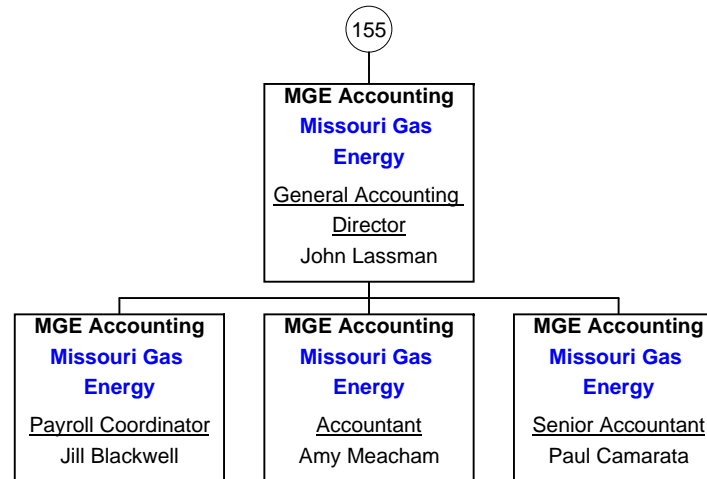 155
MGE Accounting
Missouri Gas
Energy
General Accounting
Director
John Lassman
MGE Accounting
Missouri Gas
Energy
Payroll Coordinator
Jill Blackwell
MGE Accounting
Missouri Gas
Energy
Accountant
Amy Meacham
MGE Accounting
Missouri Gas
Energy
Senior Accountant
Paul Camarata